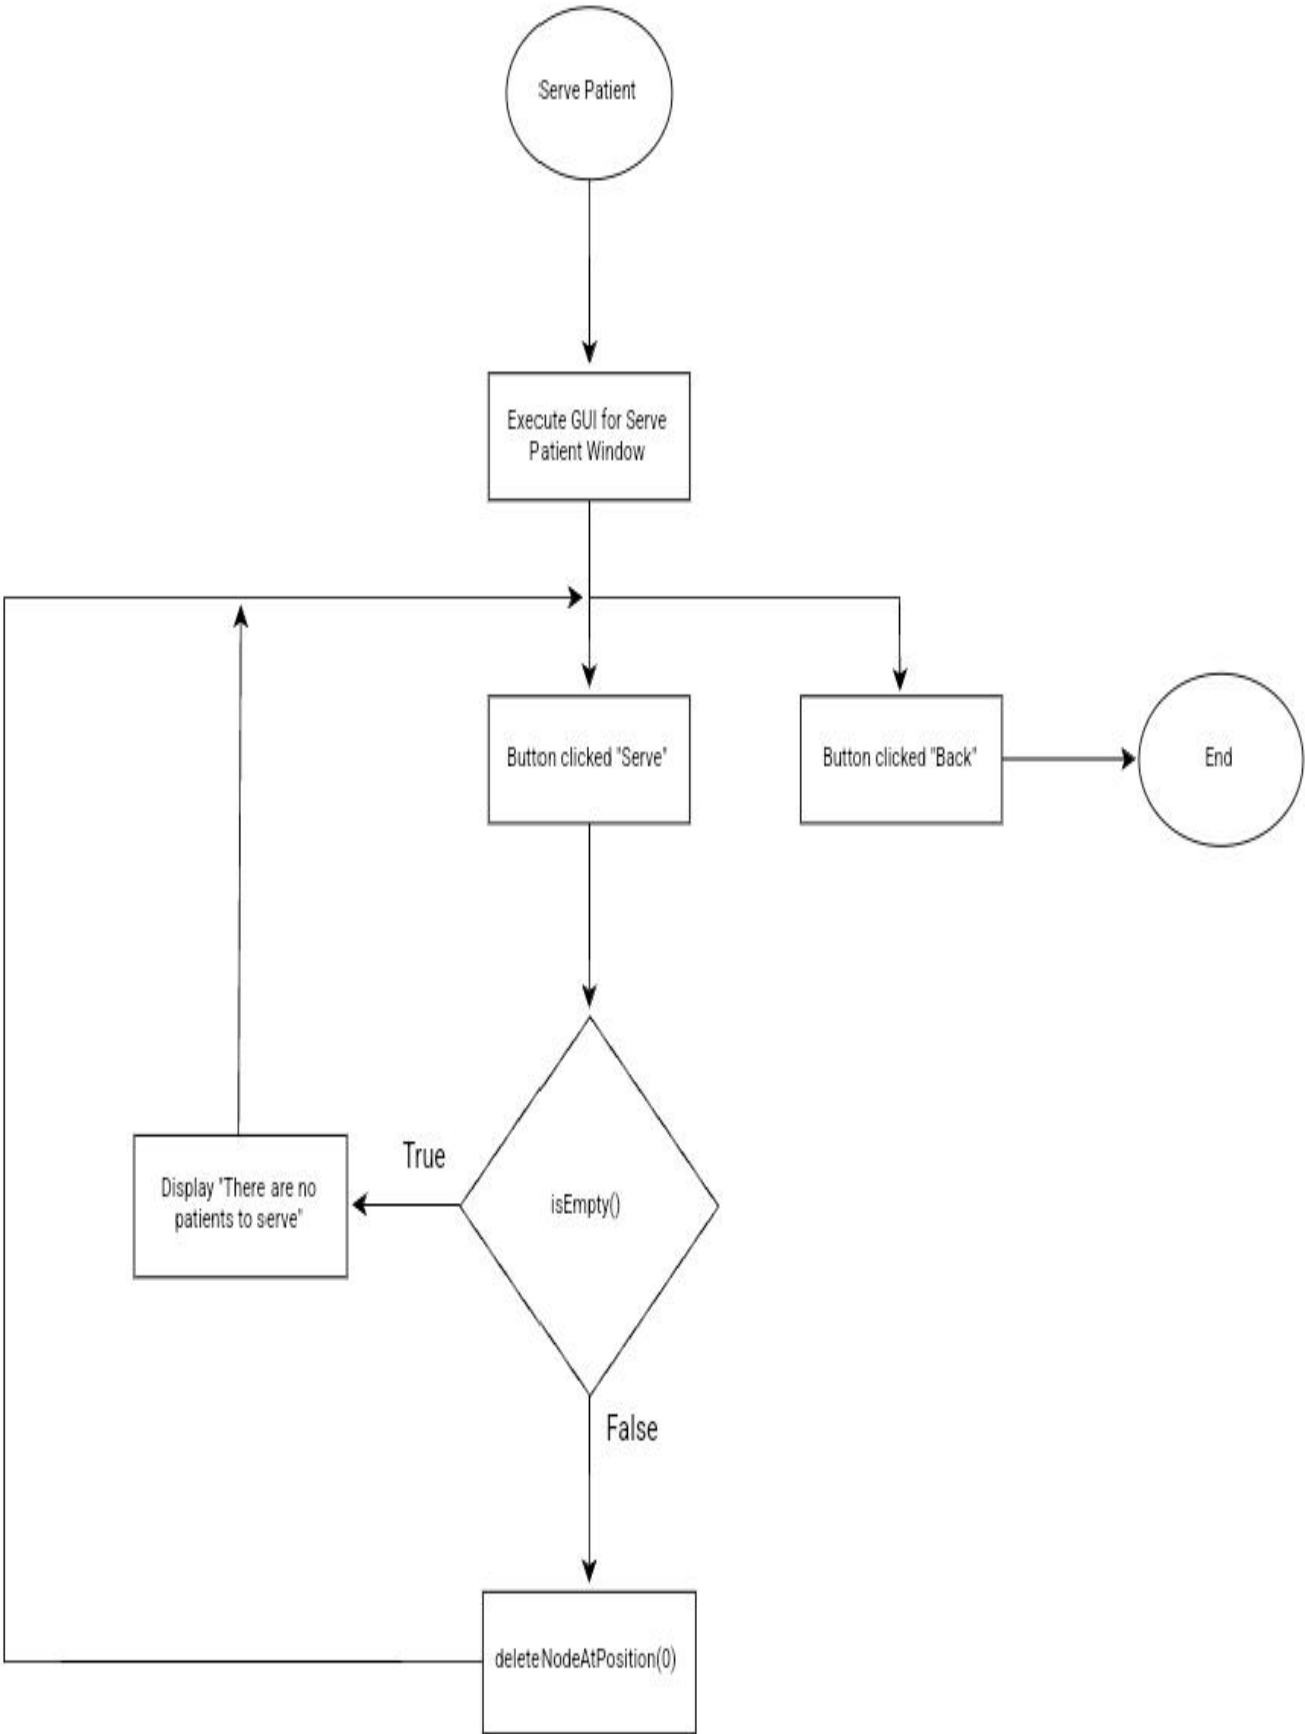 Serve Patient
Execute GUI for Serve
Patient Window
Button clicked "Serve"
Button clicked "Back"
End
True
Display "There are no
patients to serve"
isEmpty()
False
deleteNodeAtPosition(0)